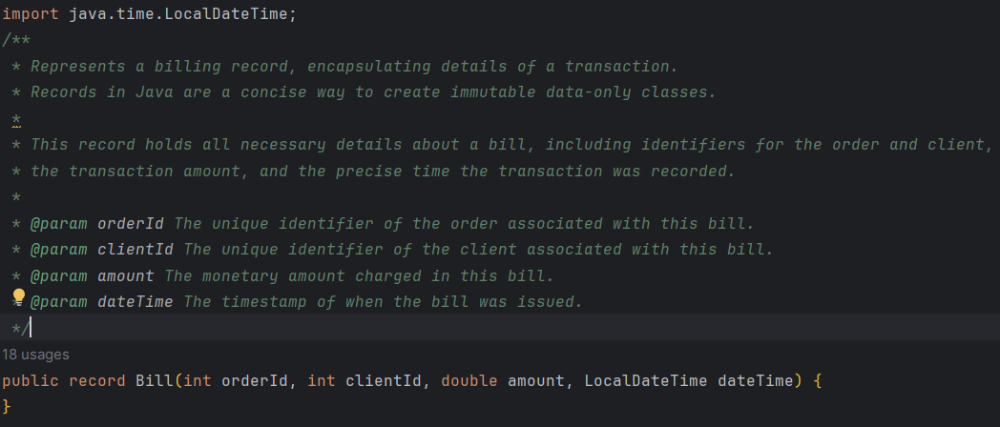 import java.time.LocalDateTime;
/**
 * Represents a billing record, encapsulating details of a transaction.
 * Records in Java are a concise way to create immutable data-only classes.
 *
 * This record holds all necessary details about a bill, including identifiers for the order and client,
 * the transaction amount, and the precise time the transaction was recorded.
 *
 * @param orderId The unique identifier of the order associated with this bill.
 * @param clientId The unique identifier of the client associated with this bill.
 * @param amount The monetary amount charged in this bill.
 * @param dateTime The timestamp of when the bill was issued.
 */
18 usages
public record Bill(int orderId, int clientId, double amount, LocalDateTime dateTime) {
}